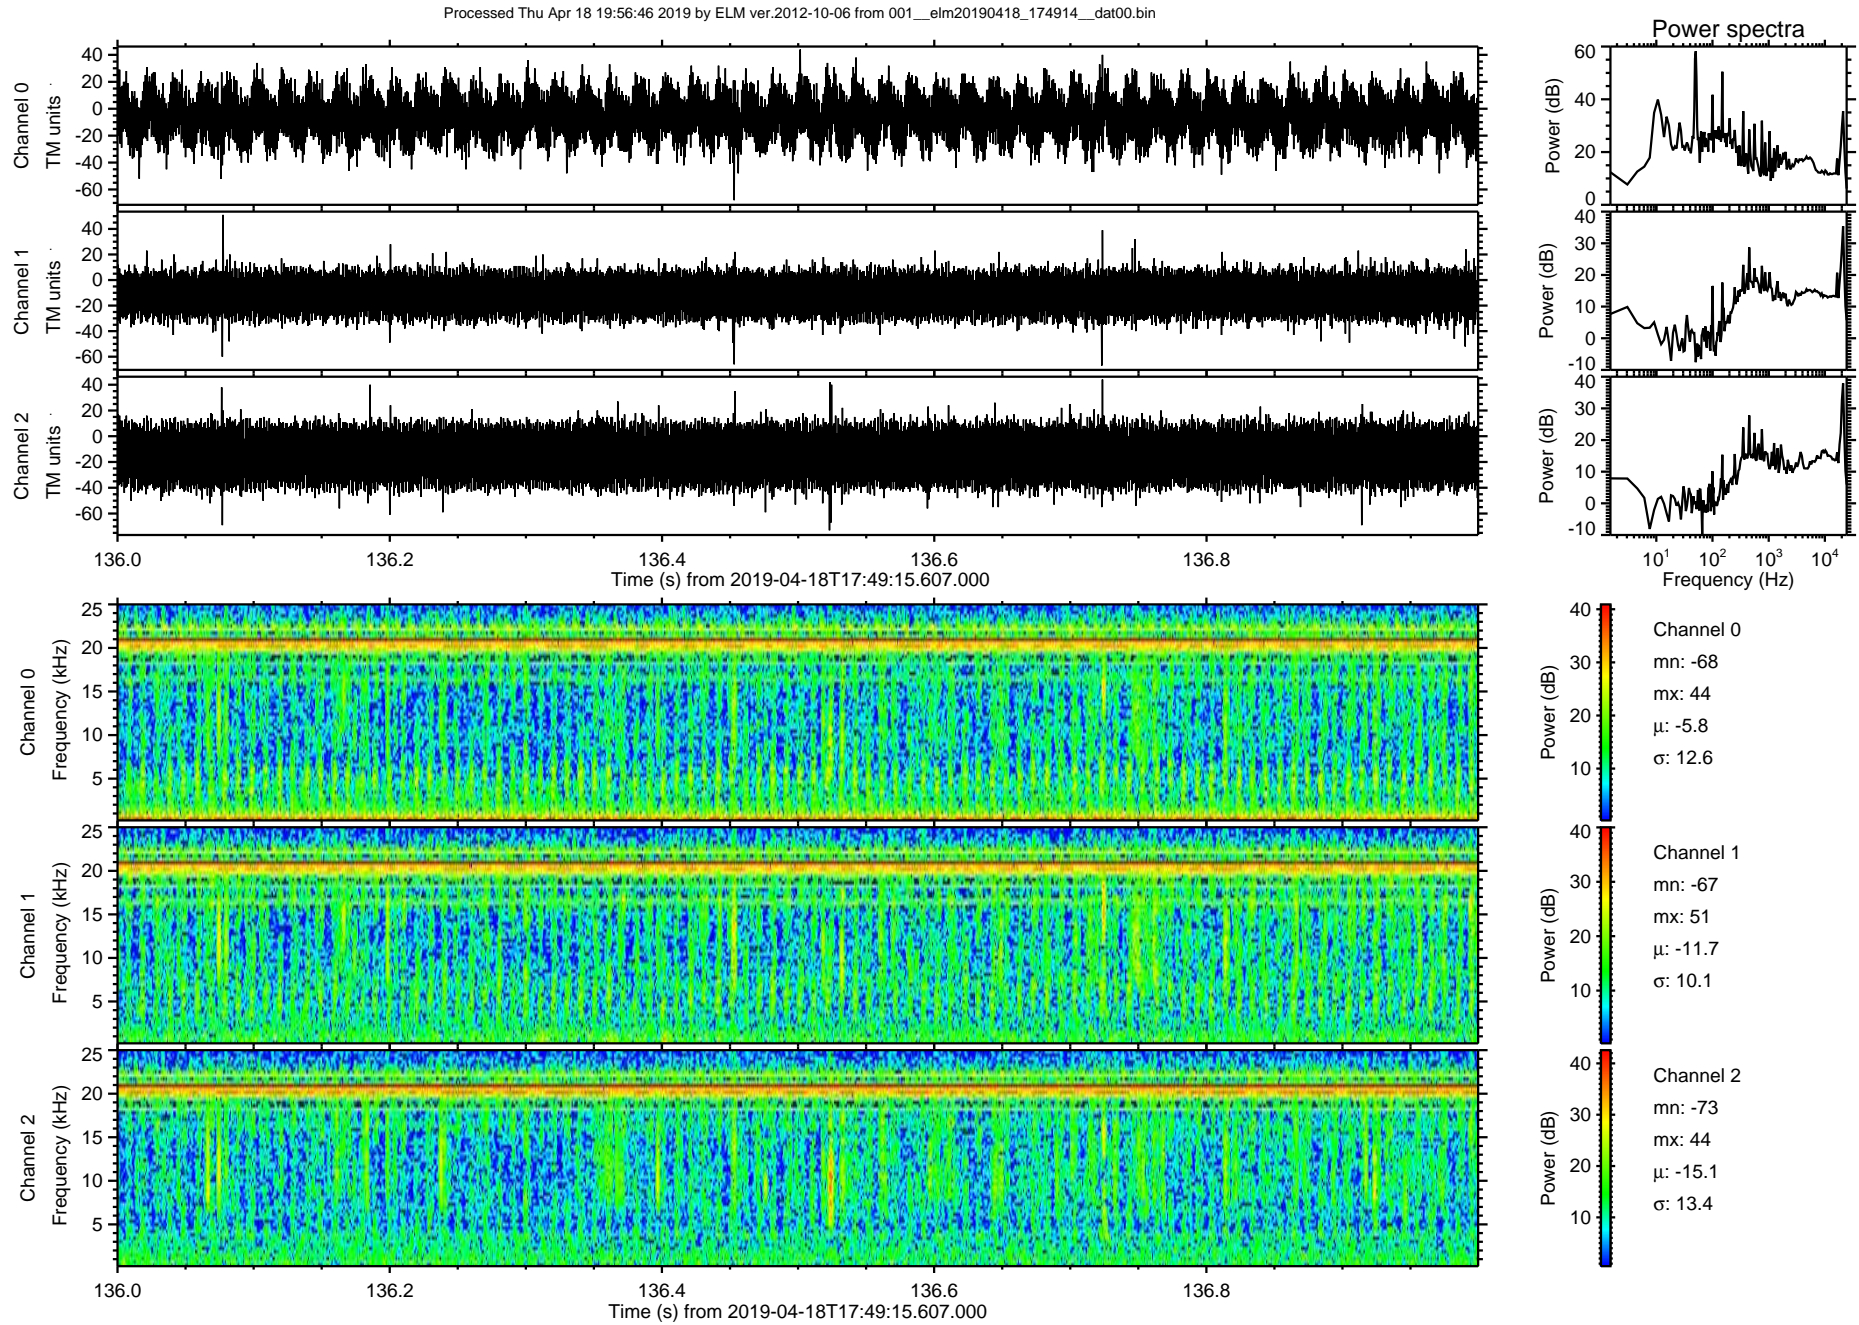 Processed Thu Apr 18 19:56:46 2019 by ELM ver.2012-10-06 from 001__elm20190418_174914__dat00.bin
Power spectra
Channel 0
TM units
40
20
0
-20
-40
-60
Power (dB)
60
40
20
0
Channel 1
TM units
40
20
0
-20
-40
-60
Power (dB)
40
30
20
10
0
-10
Channel 2
TM units
40
20
0
-20
-40
-60
Power (dB)
40
30
20
10
0
-10
136.0 136.2 136.4 136.6 136.8
Time (s) from 2019-04-18T17:49:15.607.000
10¹ 10² 10³ 10⁴
Frequency (Hz)
Channel 0
Frequency (kHz)
25
20
15
10
5
Power (dB)
40
30
20
10
Channel 0
mn: -68
mx: 44
μ: -5.8
σ: 12.6
Channel 1
Frequency (kHz)
25
20
15
10
5
Power (dB)
40
30
20
10
Channel 1
mn: -67
mx: 51
μ: -11.7
σ: 10.1
Channel 2
Frequency (kHz)
25
20
15
10
5
Power (dB)
40
30
20
10
Channel 2
mn: -73
mx: 44
μ: -15.1
σ: 13.4
136.0 136.2 136.4 136.6 136.8
Time (s) from 2019-04-18T17:49:15.607.000